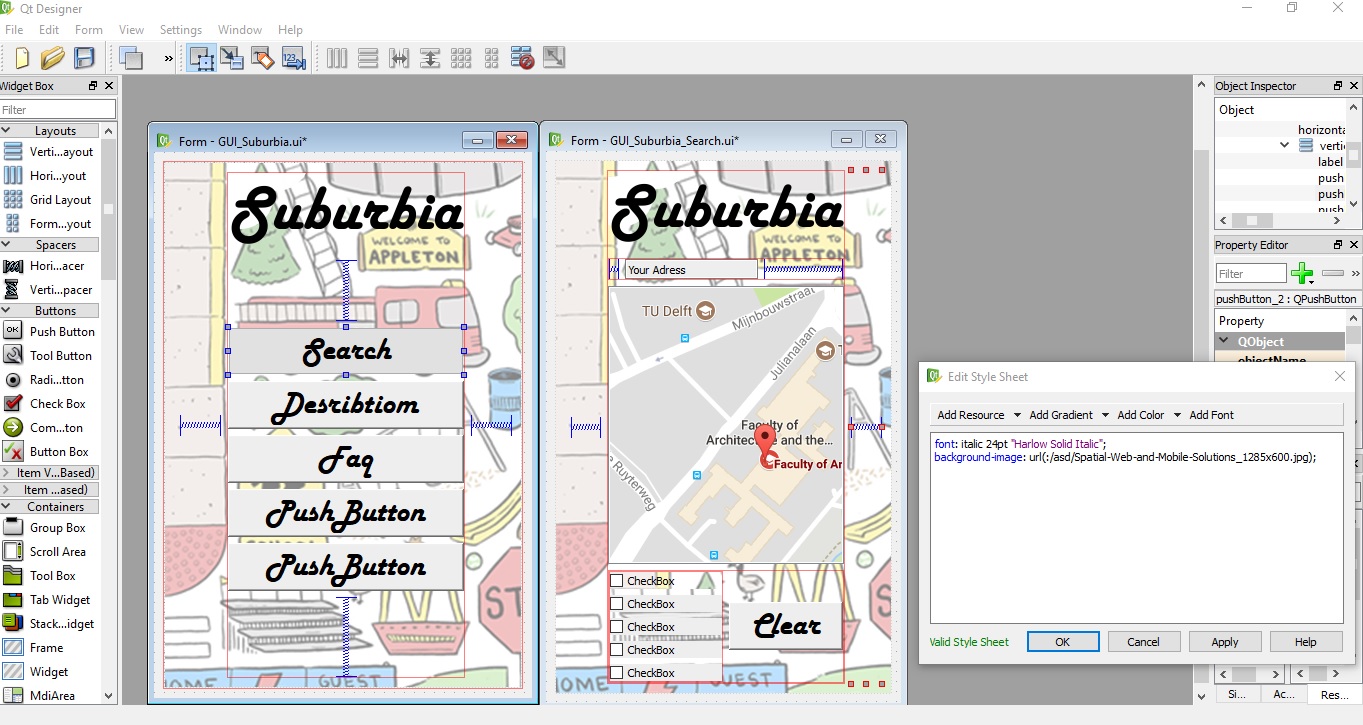 Qt Designer
File Edit Form View Settings Window Help
»
Widget Box
Filter
Layouts
Verti...ayout
Hori...yout
Grid Layout
Form...yout
Spacers
Hori...acer
Verti...pacer
Buttons
OK Push Button
Tool Button
Radi...tton
Check Box
Com...ton
Button Box
Item V...Based)
Item ...ased)
Containers
Group Box
Scroll Area
Tool Box
Tab Widget
Stack...idget
Frame
Widget
MdiArea
Form - GUI_Suburbia.ui*
Suburbia
WELCOME TO
APPLETON
Search
Desribtiom
Faq
PushButton
PushButton
ST
HOME
GUEST
Form - GUI_Suburbia_Search.ui*
Suburbia
WELCOME TO
APPLETON
Your Adress
TU Delft
Mijnbouwstraat
Julianalaan
Faculty of
Architecture and the...
Faculty of Ar
e Ruyterweg
CheckBox
CheckBox
CheckBox
CheckBox
CheckBox
Clear
ST
HOME
GUEST
Object Inspector
Object
horizonta
vertic
label
push
push
push
Property Editor
Filter
»
pushButton_2 : QPushButton
Property
QObject
objectName
Edit Style Sheet
Add Resource Add Gradient Add Color Add Font
font: italic 24pt "Harlow Solid Italic";
background-image: url(:/asd/Spatial-Web-and-Mobile-Solutions_1285x600.jpg);
Valid Style Sheet OK Cancel Apply Help
Si... Ac... Res...